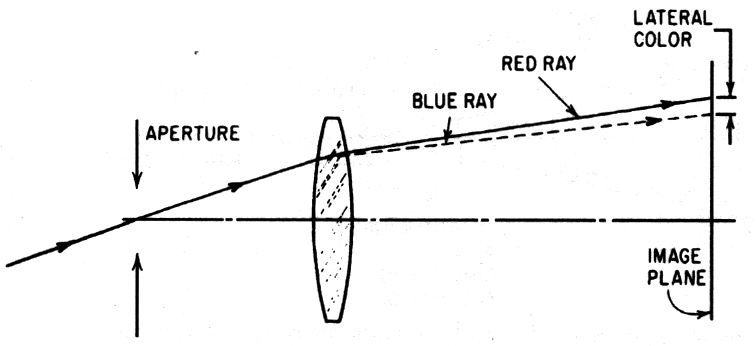 LATERAL
COLOR
RED RAY
BLUE RAY
APERTURE
IMAGE
PLANE